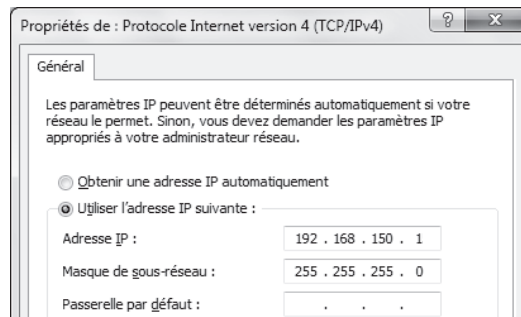 Propriétés de : Protocole Internet version 4 (TCP/IPv4)
Général
Les paramètres IP peuvent être déterminés automatiquement si votre
réseau le permet. Sinon, vous devez demander les paramètres IP
appropriés à votre administrateur réseau.
Obtenir une adresse IP automatiquement
Utiliser l'adresse IP suivante :
Adresse IP : 192 . 168 . 150 . 1
Masque de sous-réseau : 255 . 255 . 255 . 0
Passerelle par défaut : . . .